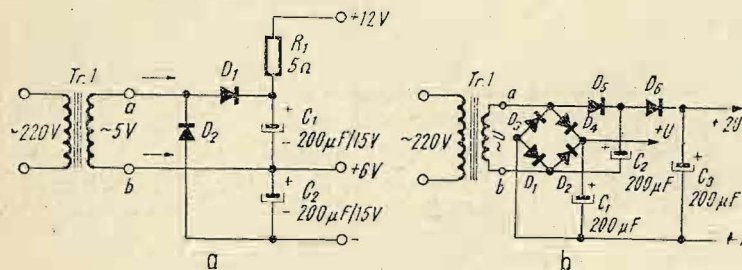 +12V
R1
5Ω
Tr.1
a
D1
~220V
~5V
D2
+
C1
- 200μF/15V
b
+6V
+
C2
- 200μF/15V
-
a
Tr.1
a
D5
D6
~220V
~U
D3
D4
+U
+2U
b
D1
D2
+
C1
200μF
+
C2
200μF
+
C3
200μF
b